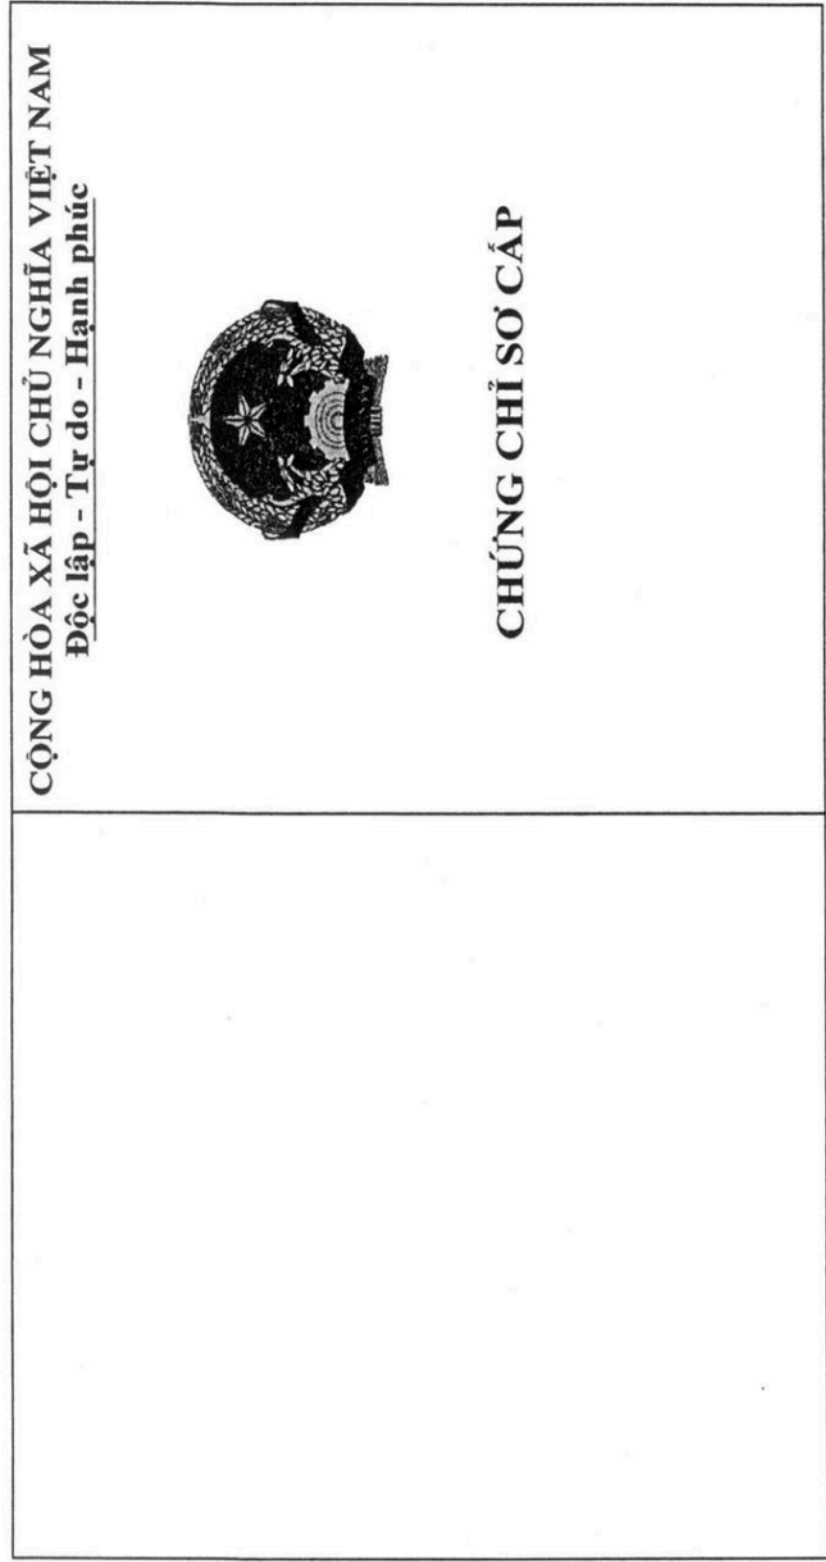 CỘNG HÒA XÃ HỘI CHỦ NGHĨA VIỆT NAM
Độc lập - Tự do - Hạnh phúc
CHỨNG CHỈ SƠ CẤP